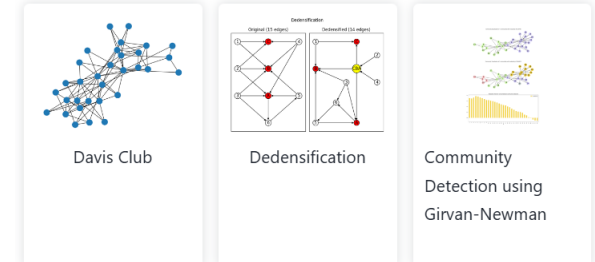 Dedensification
Original (15 edges)
Dedensified (14 edges)
Davis Club
Dedensification
Community
Detection using
Girvan-Newman